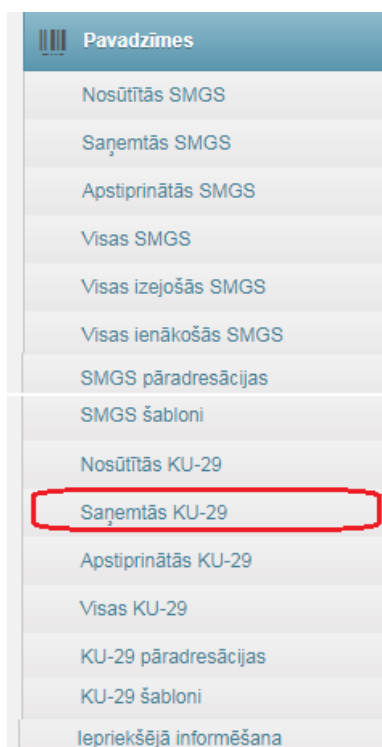 Pavadzīmes
Nosūtītās SMGS
Saņemtās SMGS
Apstiprinātās SMGS
Visas SMGS
Visas izejošās SMGS
Visas ienākošās SMGS
SMGS pāradresācijas
SMGS šabloni
Nosūtītās KU-29
Saņemtās KU-29
Apstiprinātās KU-29
Visas KU-29
KU-29 pāradresācijas
KU-29 šabloni
Iepriekšējā informēšana